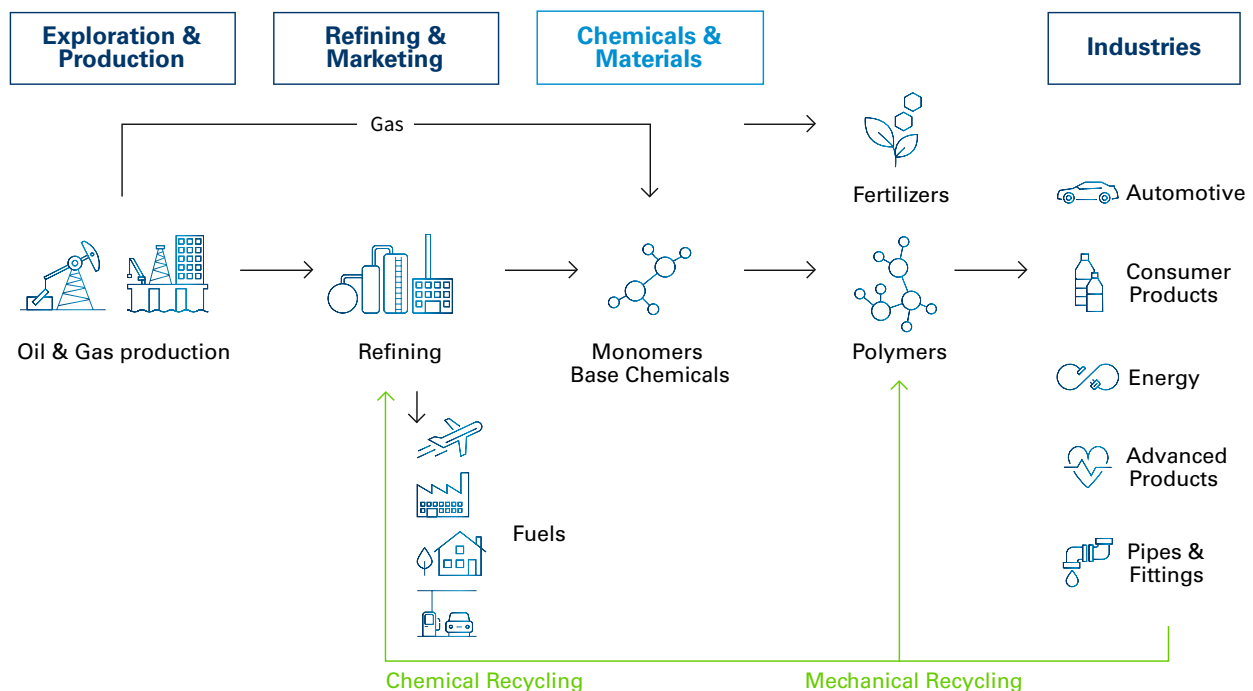 Exploration &
Production
Refining &
Marketing
Chemicals &
Materials
Industries
Gas
Fertilizers
Automotive
Consumer
Products
Oil & Gas production
Refining
Monomers
Base Chemicals
Polymers
Energy
Advanced
Products
Fuels
Pipes &
Fittings
Chemical Recycling
Mechanical Recycling